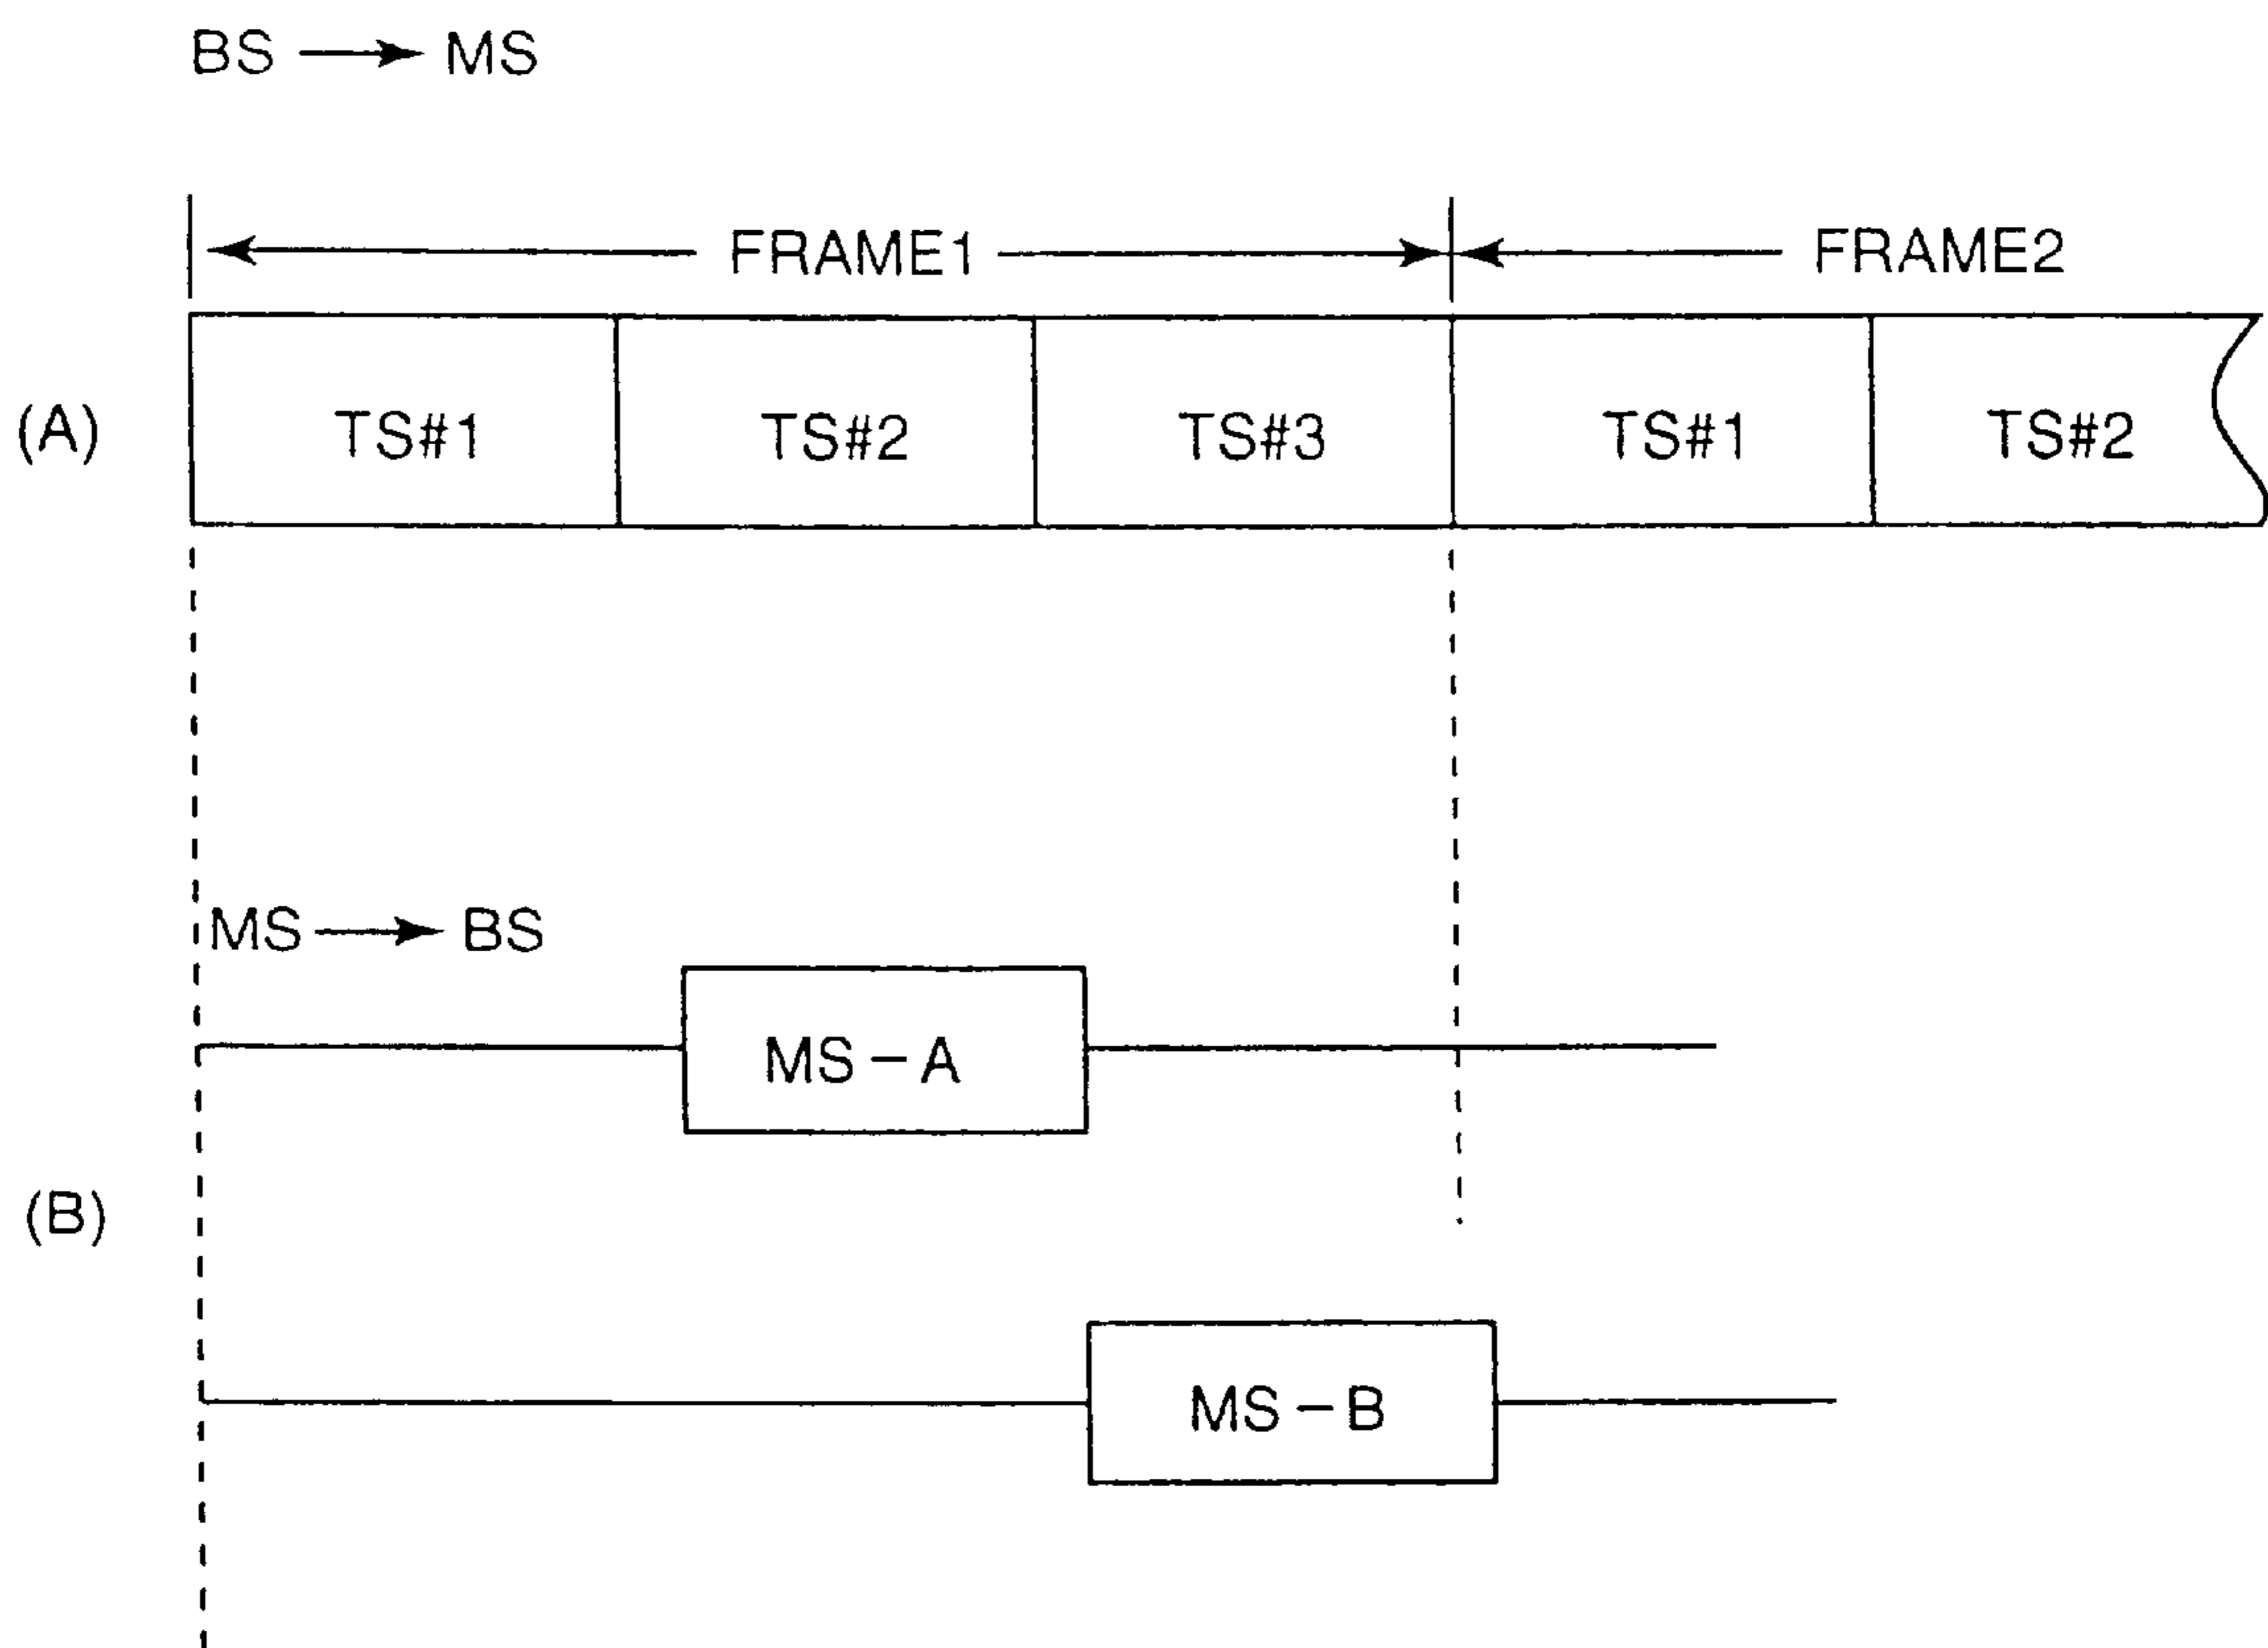 BS → MS
FRAME1 FRAME2
(A) TS#1 TS#2 TS#3 TS#1 TS#2
MS → BS
MS-A
(B)
MS-B